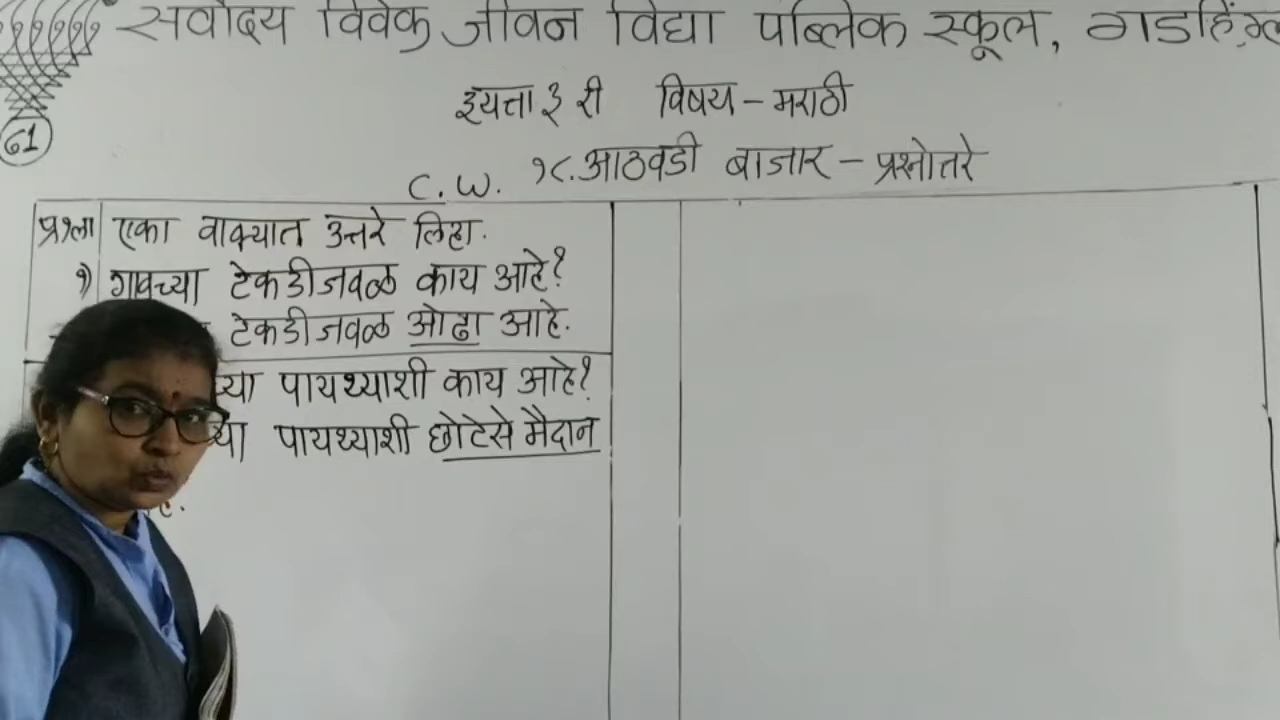 सर्वोदय विवेक जीवन विद्या पब्लिक स्कूल, गडहिंग्ल
इयत्ता ३ री विषय – मराठी
C.W. १८. आठवडी बाजार – प्रश्नोत्तरे
61
प्र१ला एका वाक्यात उत्तरे लिहा.
१) गावच्या टेकडीजवळ काय आहे?
टेकडीजवळ ओढा आहे.
च्या पायथ्याशी काय आहे?
च्या पायथ्याशी छोटेसे मैदान